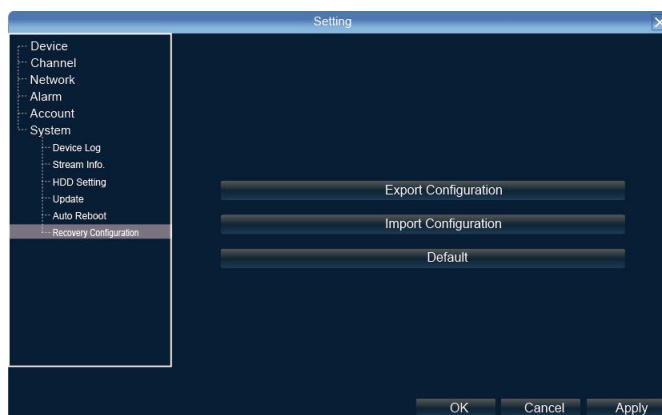 Setting
Device
Channel
Network
Alarm
Account
System
Device Log
Stream Info.
HDD Setting
Update
Auto Reboot
Recovery Configuration
Export Configuration
Import Configuration
Default
OK Cancel Apply